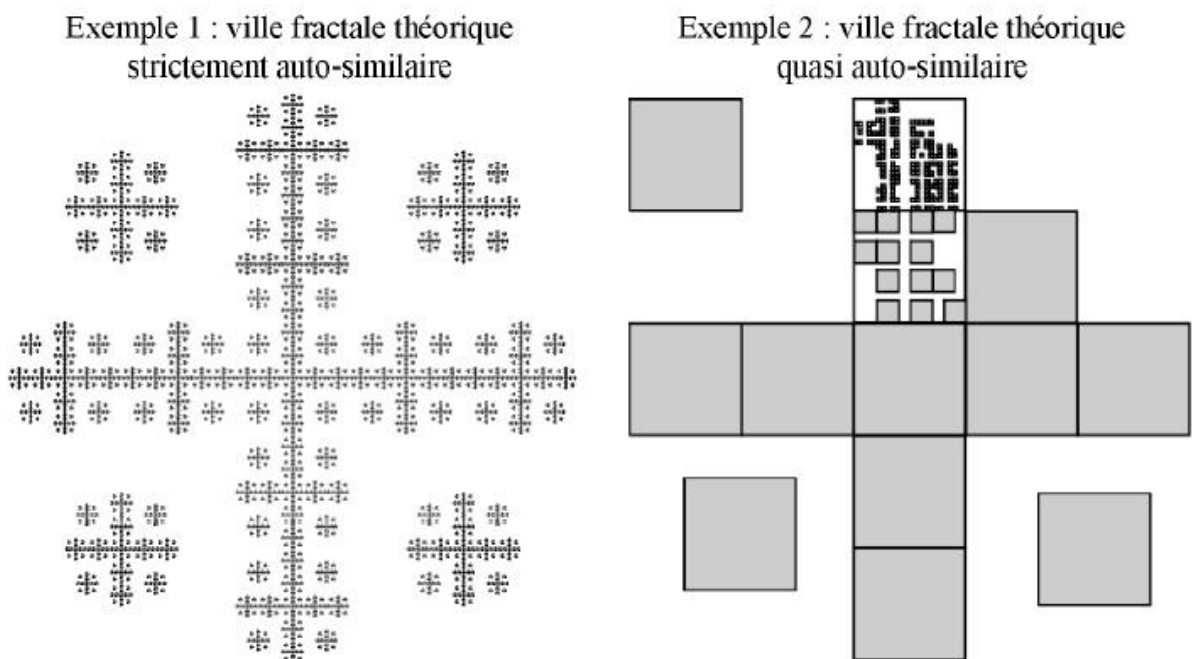 Exemple 1 : ville fractale théorique
strictement auto-similaire
Exemple 2 : ville fractale théorique
quasi auto-similaire